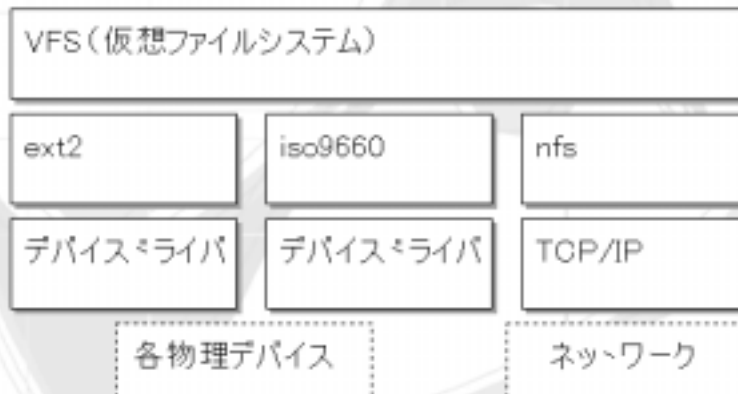 VFS(仮想ファイルシステム)
ext2
iso9660
nfs
デバイスドライバ
デバイスドライバ
TCP/IP
各物理デバイス
ネットワーク